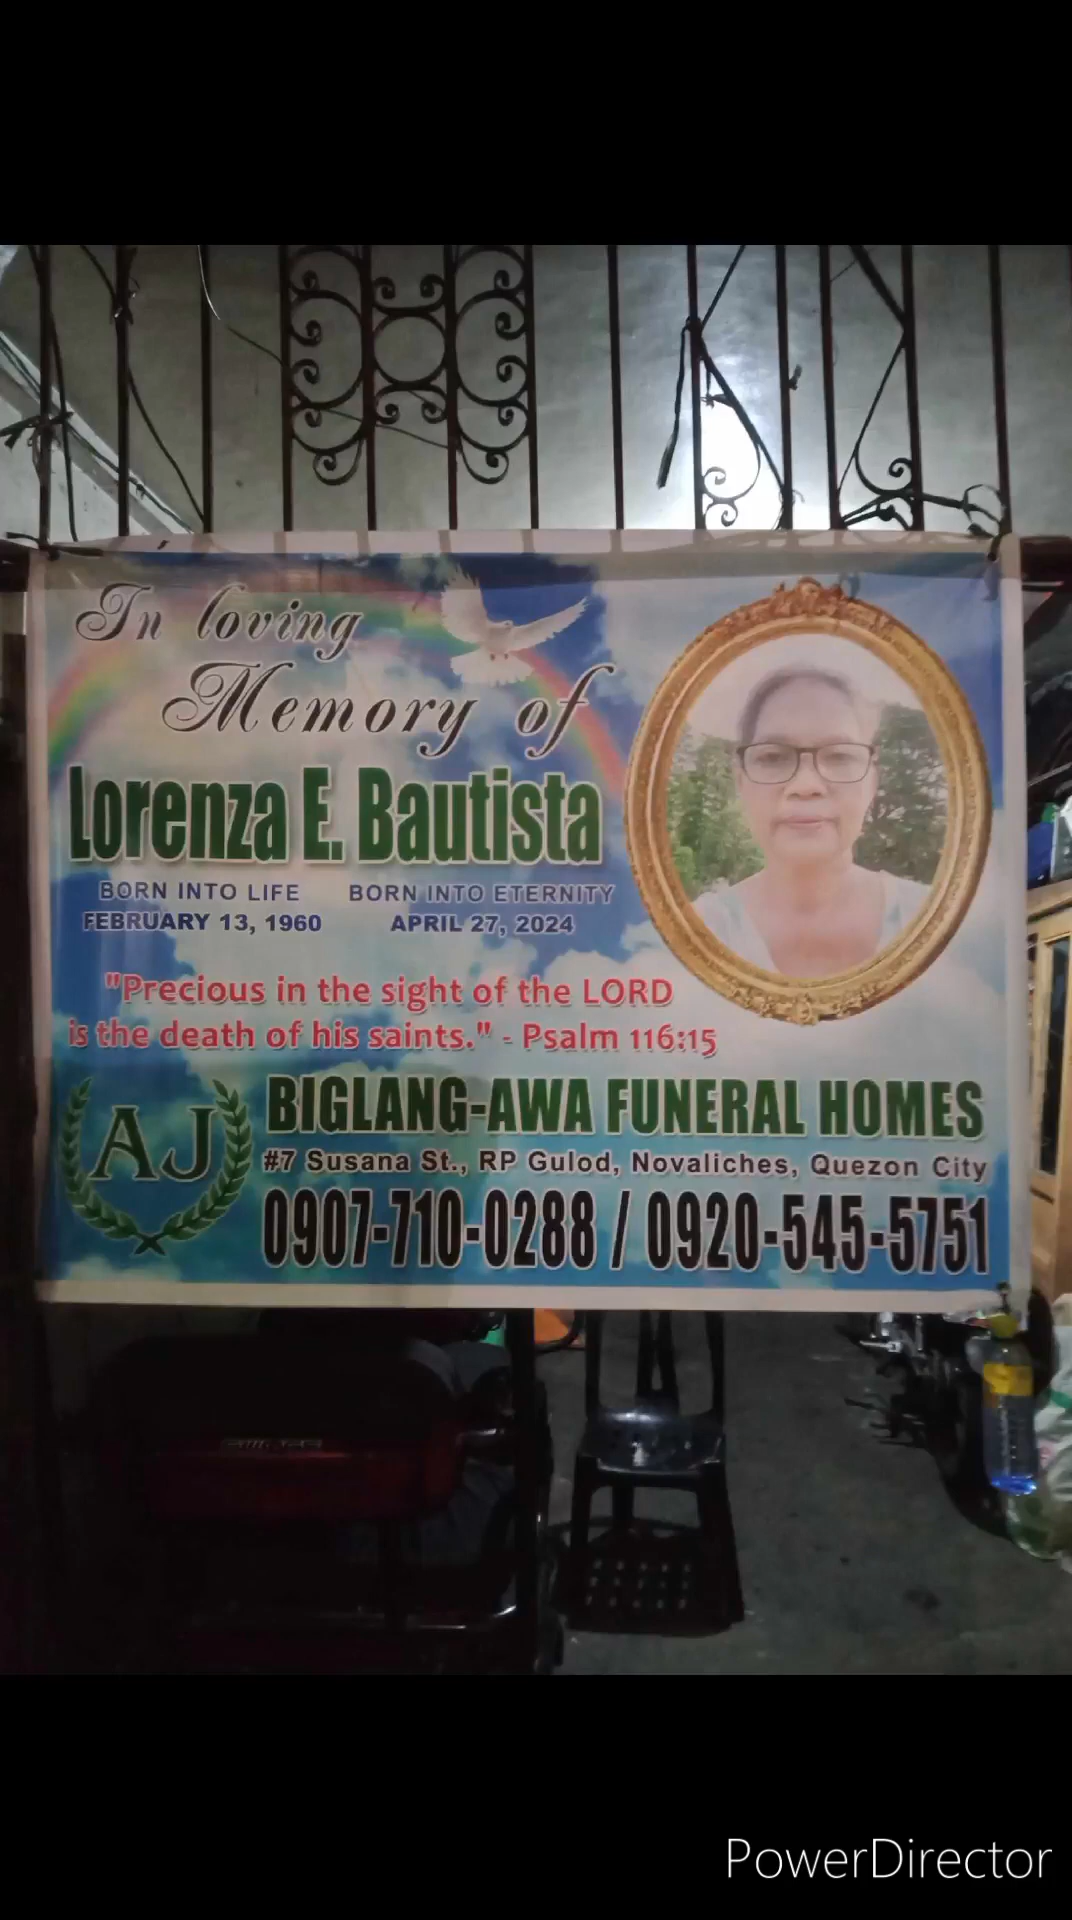 In loving
Memory of
Lorenza E. Bautista
BORN INTO LIFE BORN INTO ETERNITY
FEBRUARY 13, 1960 APRIL 27, 2024
"Precious in the sight of the LORD
is the death of his saints." - Psalm 116:15
AJ
BIGLANG-AWA FUNERAL HOMES
#7 Susana St., RP Gulod, Novaliches, Quezon City
0907-710-0288 / 0920-545-5751
PowerDirector